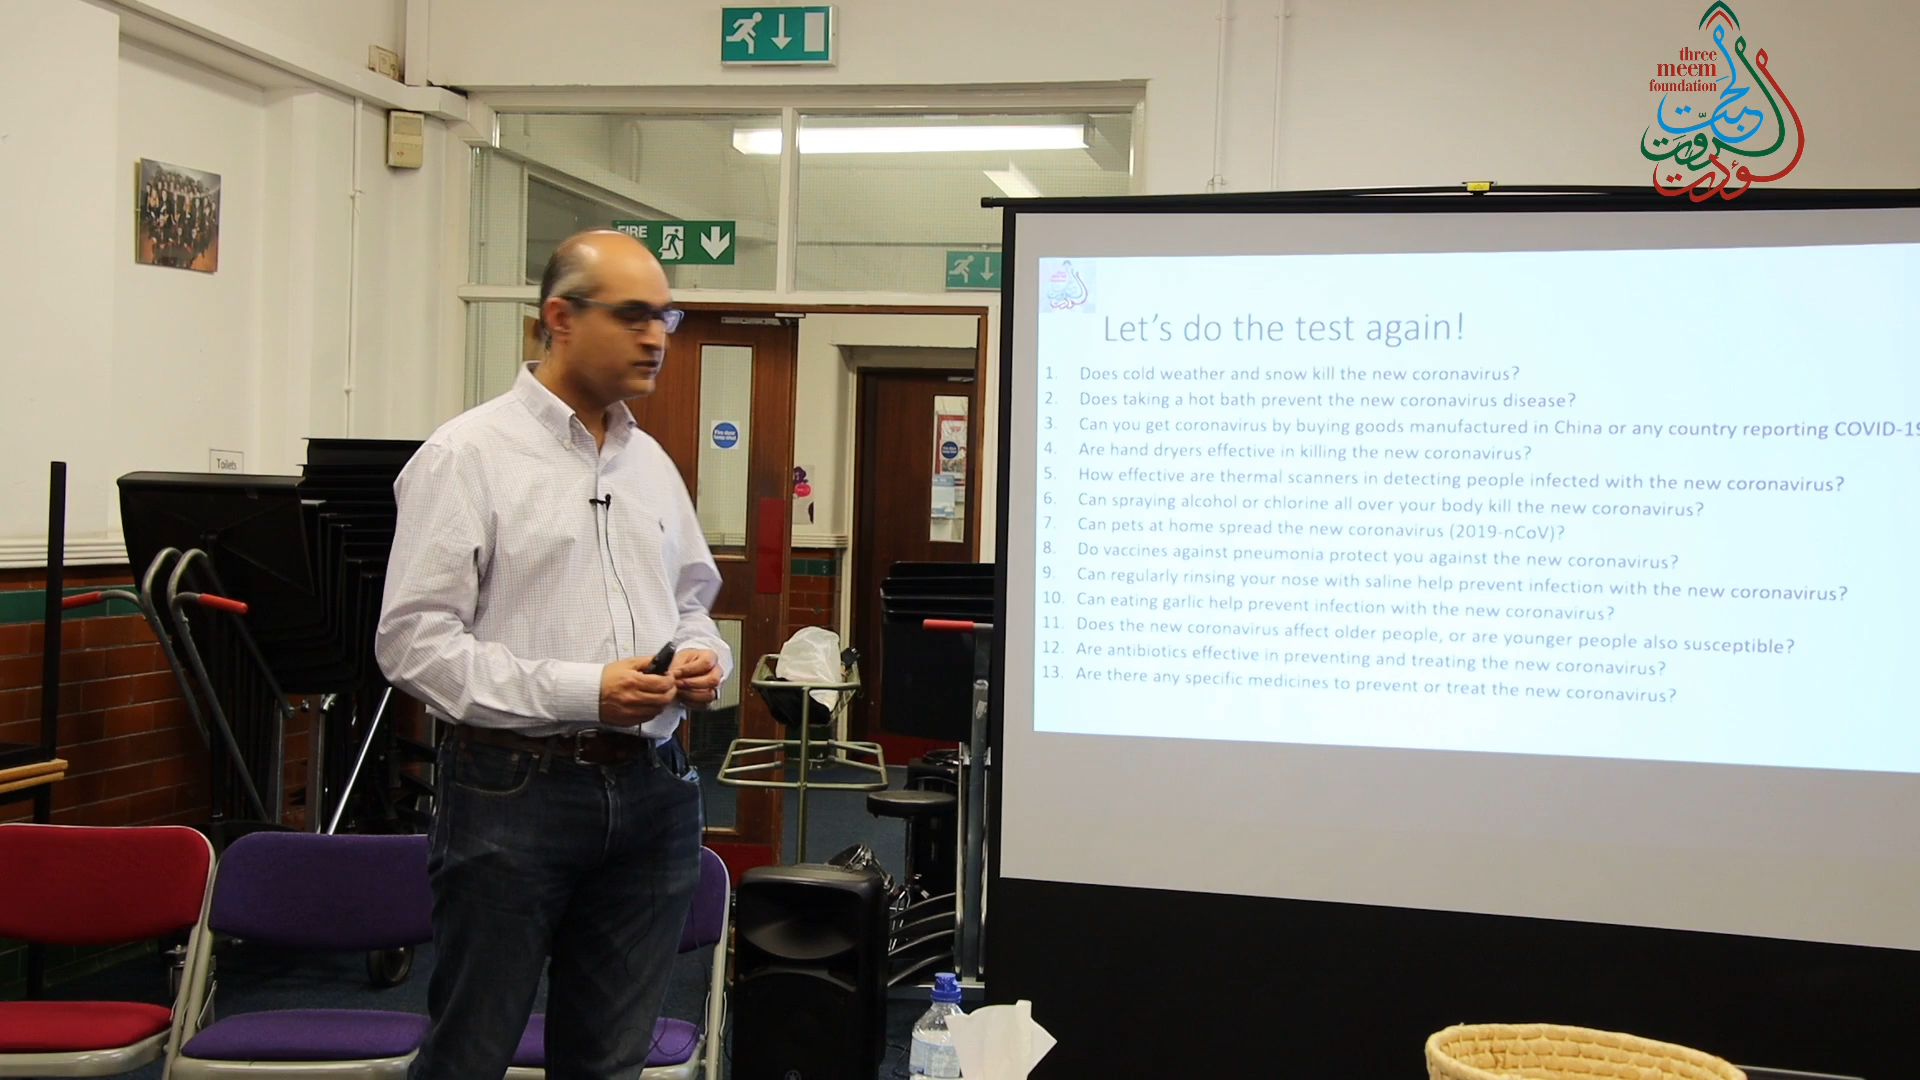 three
meem
foundation
المحبت
المروت
المؤدت
FIRE
Toilets
Fire door
keep shut
Let's do the test again!
1. Does cold weather and snow kill the new coronavirus?
2. Does taking a hot bath prevent the new coronavirus disease?
3. Can you get coronavirus by buying goods manufactured in China or any country reporting COVID-19
4. Are hand dryers effective in killing the new coronavirus?
5. How effective are thermal scanners in detecting people infected with the new coronavirus?
6. Can spraying alcohol or chlorine all over your body kill the new coronavirus?
7. Can pets at home spread the new coronavirus (2019-nCoV)?
8. Do vaccines against pneumonia protect you against the new coronavirus?
9. Can regularly rinsing your nose with saline help prevent infection with the new coronavirus?
10. Can eating garlic help prevent infection with the new coronavirus?
11. Does the new coronavirus affect older people, or are younger people also susceptible?
12. Are antibiotics effective in preventing and treating the new coronavirus?
13. Are there any specific medicines to prevent or treat the new coronavirus?